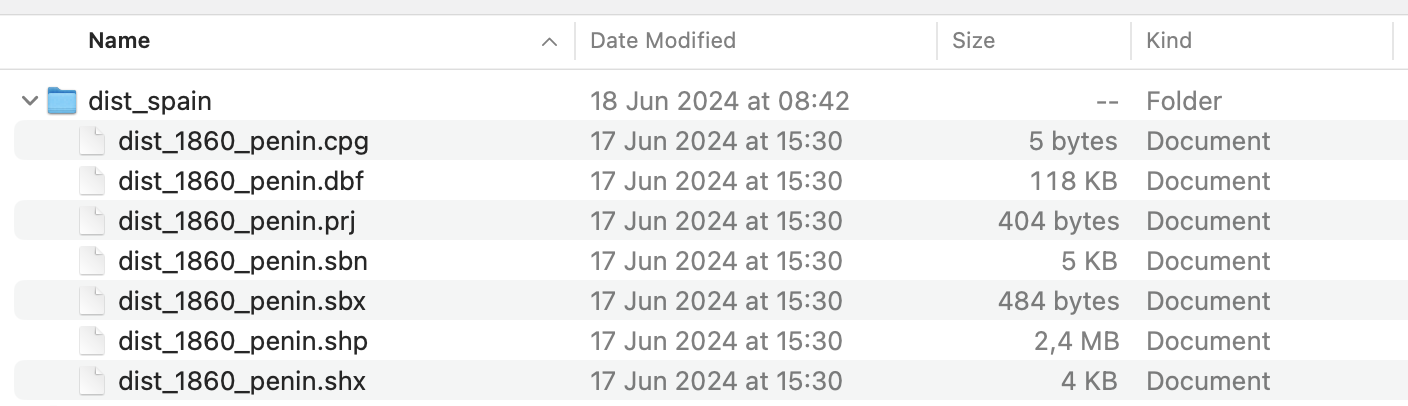 Name Date Modified Size Kind
dist_spain 18 Jun 2024 at 08:42 -- Folder
dist_1860_penin.cpg 17 Jun 2024 at 15:30 5 bytes Document
dist_1860_penin.dbf 17 Jun 2024 at 15:30 118 KB Document
dist_1860_penin.prj 17 Jun 2024 at 15:30 404 bytes Document
dist_1860_penin.sbn 17 Jun 2024 at 15:30 5 KB Document
dist_1860_penin.sbx 17 Jun 2024 at 15:30 484 bytes Document
dist_1860_penin.shp 17 Jun 2024 at 15:30 2,4 MB Document
dist_1860_penin.shx 17 Jun 2024 at 15:30 4 KB Document